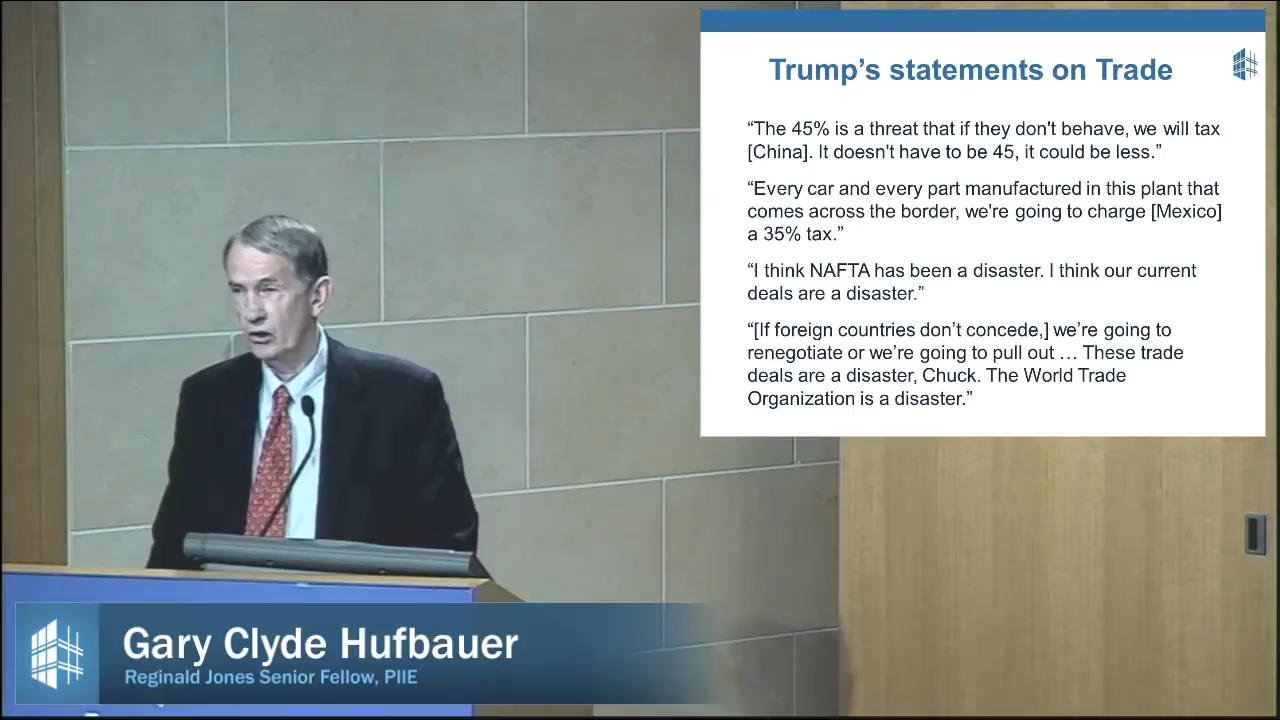 Trump’s statements on Trade
“The 45% is a threat that if they don't behave, we will tax
[China]. It doesn't have to be 45, it could be less.”
“Every car and every part manufactured in this plant that
comes across the border, we're going to charge [Mexico]
a 35% tax.”
“I think NAFTA has been a disaster. I think our current
deals are a disaster.”
“[If foreign countries don’t concede,] we’re going to
renegotiate or we’re going to pull out … These trade
deals are a disaster, Chuck. The World Trade
Organization is a disaster.”
Gary Clyde Hufbauer
Reginald Jones Senior Fellow, PIIE